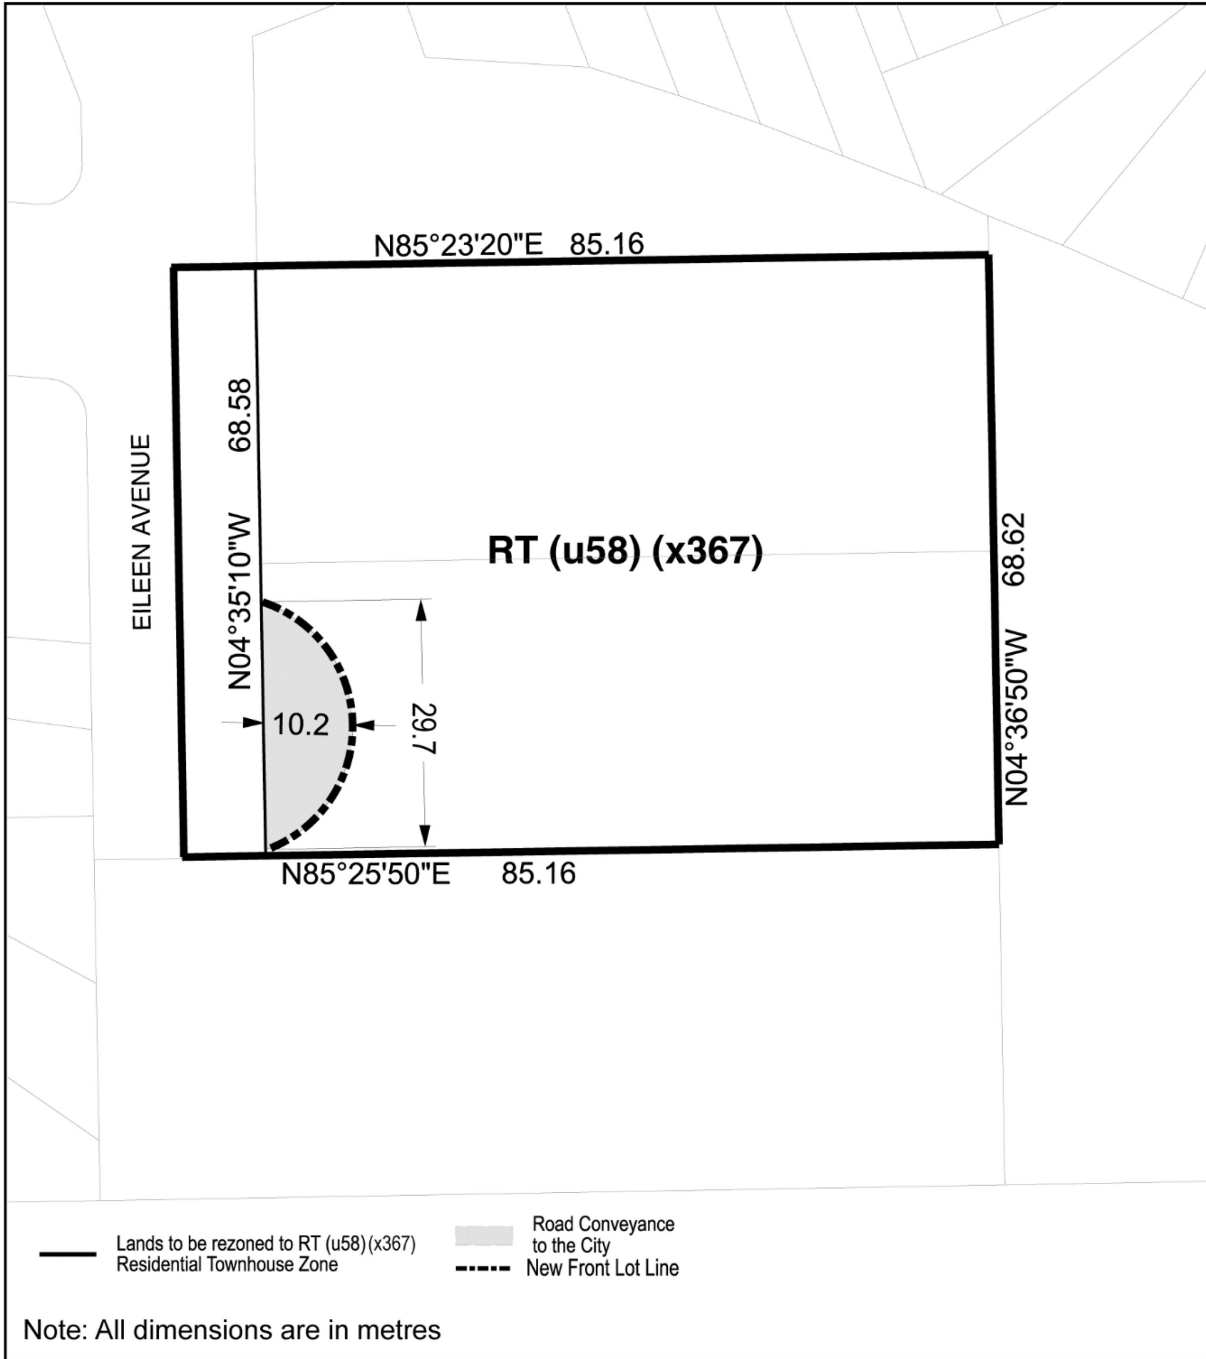 N85°23'20"E 85.16
EILEEN AVENUE
N04°35'10"W 68.58
RT (u58) (x367)
N04°36'50"W 68.62
10.2
29.7
N85°25'50"E 85.16
Lands to be rezoned to RT (u58)(x367)
Residential Townhouse Zone
Road Conveyance
to the City
New Front Lot Line
Note: All dimensions are in metres